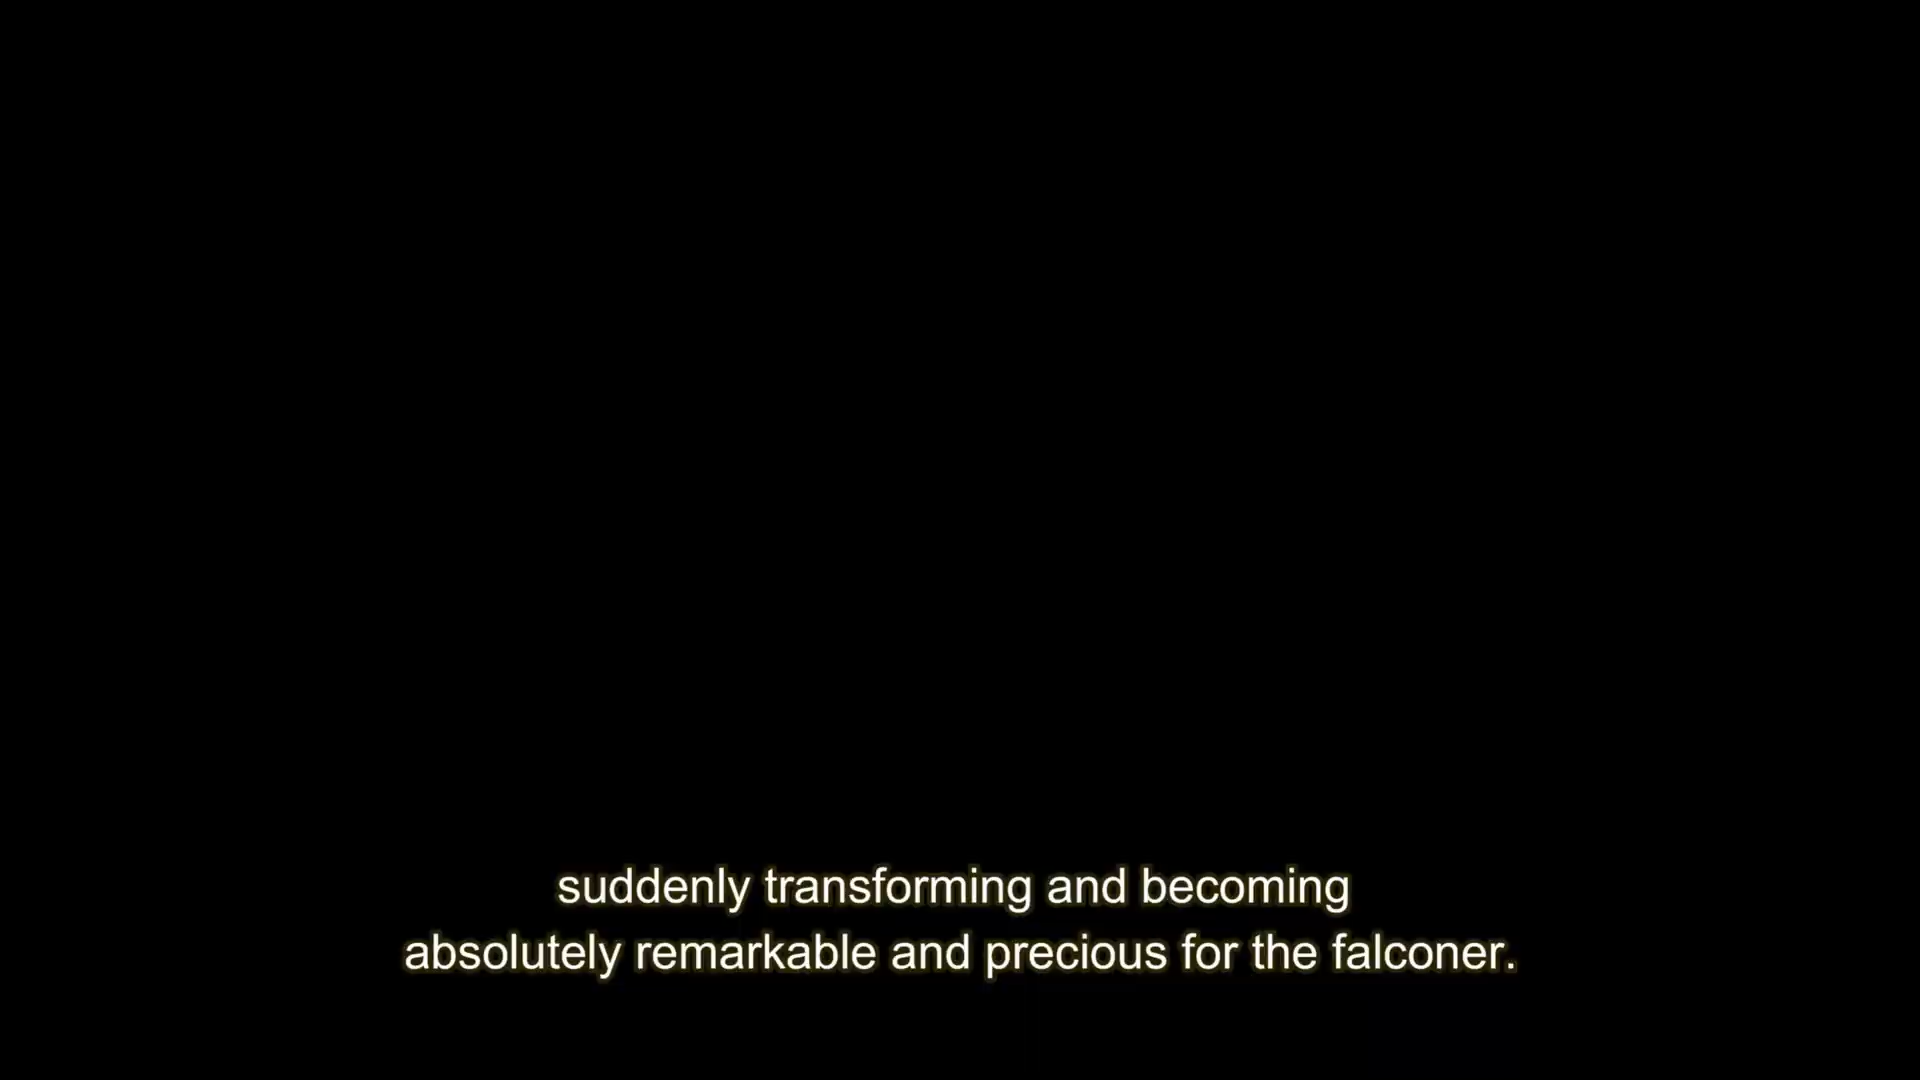 suddenly transforming and becoming
absolutely remarkable and precious for the falconer.